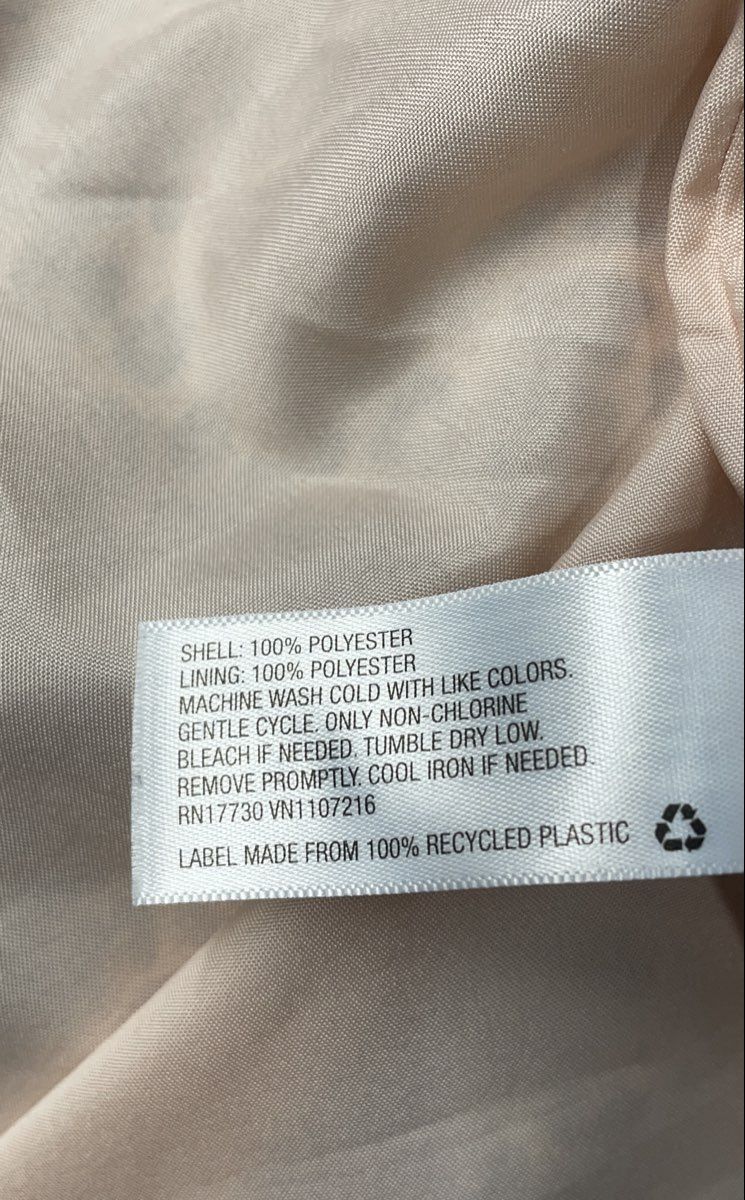 SHELL: 100% POLYESTER
LINING: 100% POLYESTER
MACHINE WASH COLD WITH LIKE COLORS.
GENTLE CYCLE. ONLY NON-CHLORINE
BLEACH IF NEEDED. TUMBLE DRY LOW.
REMOVE PROMPTLY. COOL IRON IF NEEDED.
RN17730 VN1107216
LABEL MADE FROM 100% RECYCLED PLASTIC